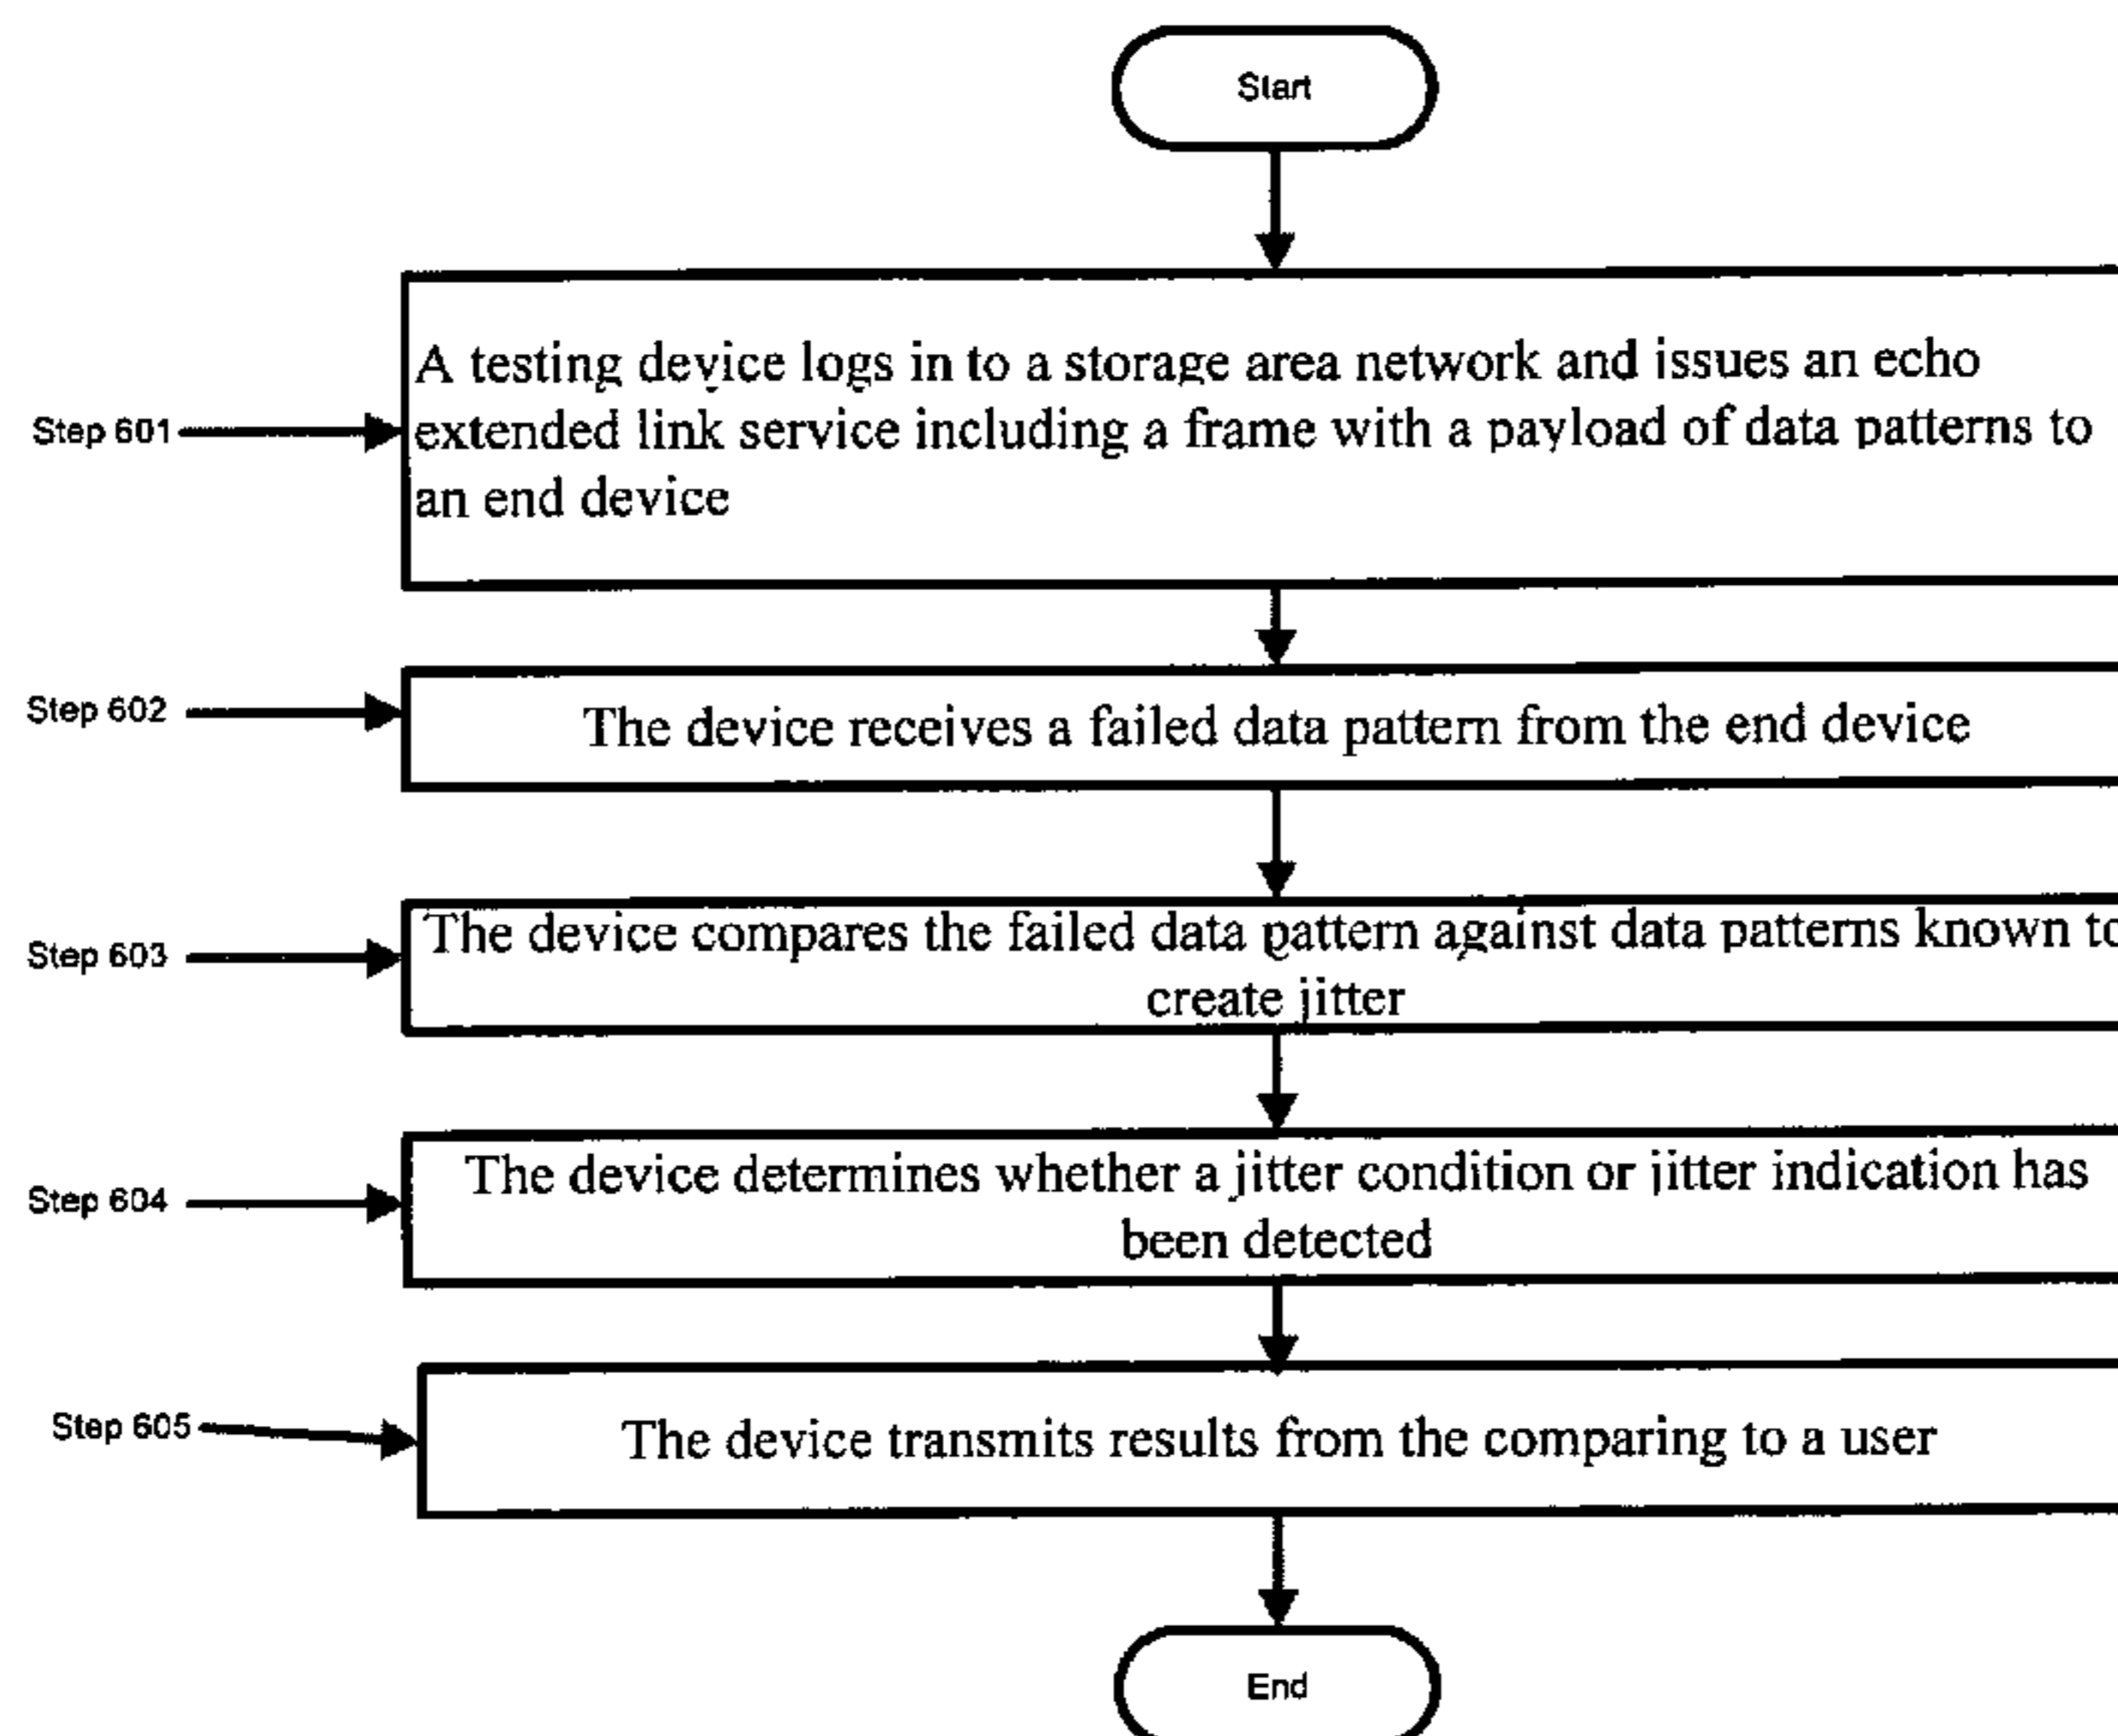 Start
A testing device logs in to a storage area network and issues an echo
Step 601
extended link service including a frame with a payload of data patterns to
an end device
Step 602
The device receives a failed data pattern from the end device
The device compares the failed data pattern against data patterns known to
Step 603
create jitter
The device determines whether a jitter condition or jitter indication has
Step 604
been detected
Step 605
The device transmits results from the comparing to a user
End